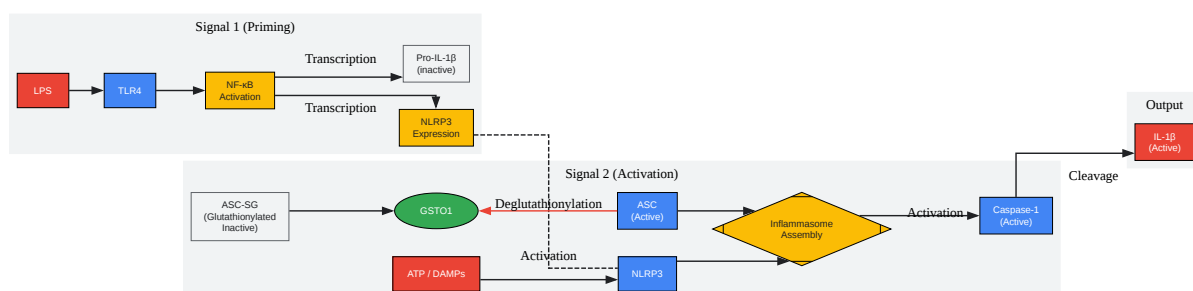 Signal 1 (Priming)
LPS
TLR4
NF-κB
Activation
Transcription
Transcription
Pro-IL-1β
(inactive)
NLRP3
Expression
Output
IL-1β
(Active)
Cleavage
Signal 2 (Activation)
ASC-SG
(Glutathionylated
Inactive)
GSTO1
Deglutathionylation
ASC
(Active)
Inflammasome
Assembly
Activation
Caspase-1
(Active)
ATP / DAMPs
Activation
NLRP3